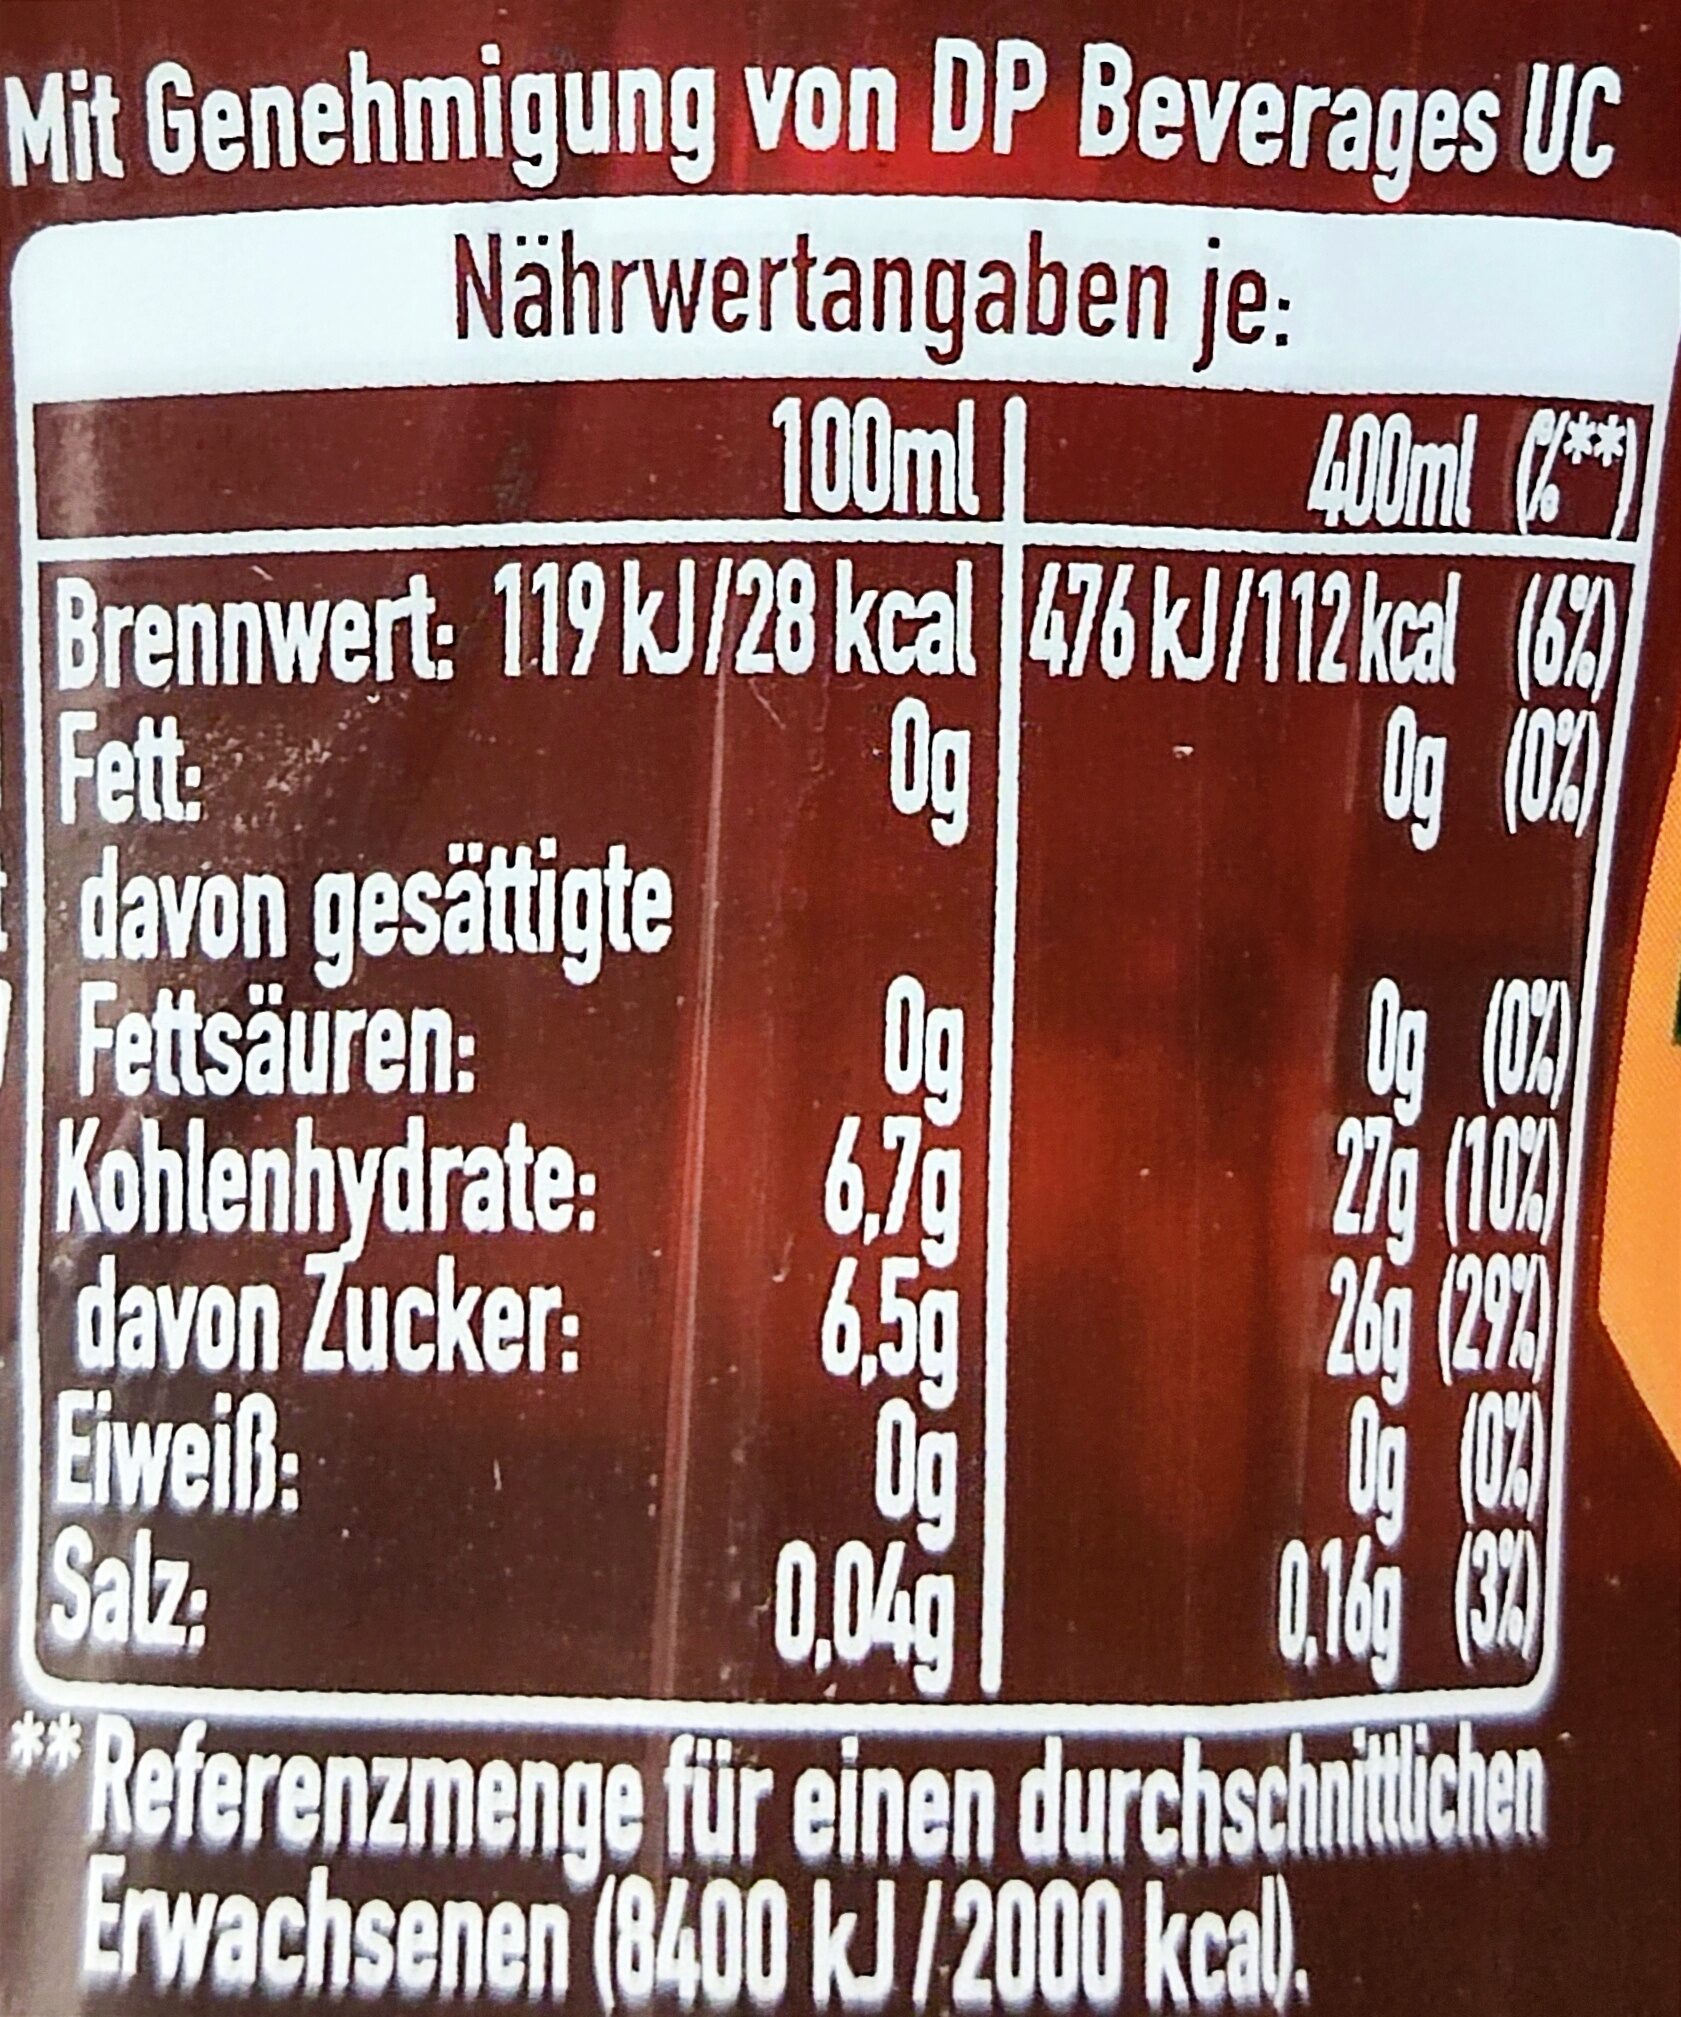 Mit Genehmigung von DP Beverages UC
Nährwertangaben je:
100ml 400ml (%**)
Brennwert: 119 kJ/28 kcal 476 kJ/112 kcal (6%)
Fett: 0g 0g (0%)
davon gesättigte
Fettsäuren: 0g 0g (0%)
Kohlenhydrate: 6,7g 27g (10%)
davon Zucker: 6,5g 26g (29%)
Eiweiß: 0g 0g (0%)
Salz: 0,04g 0,16g (3%)
** Referenzmenge für einen durchschnittlichen
Erwachsenen (8400 kJ / 2000 kcal).